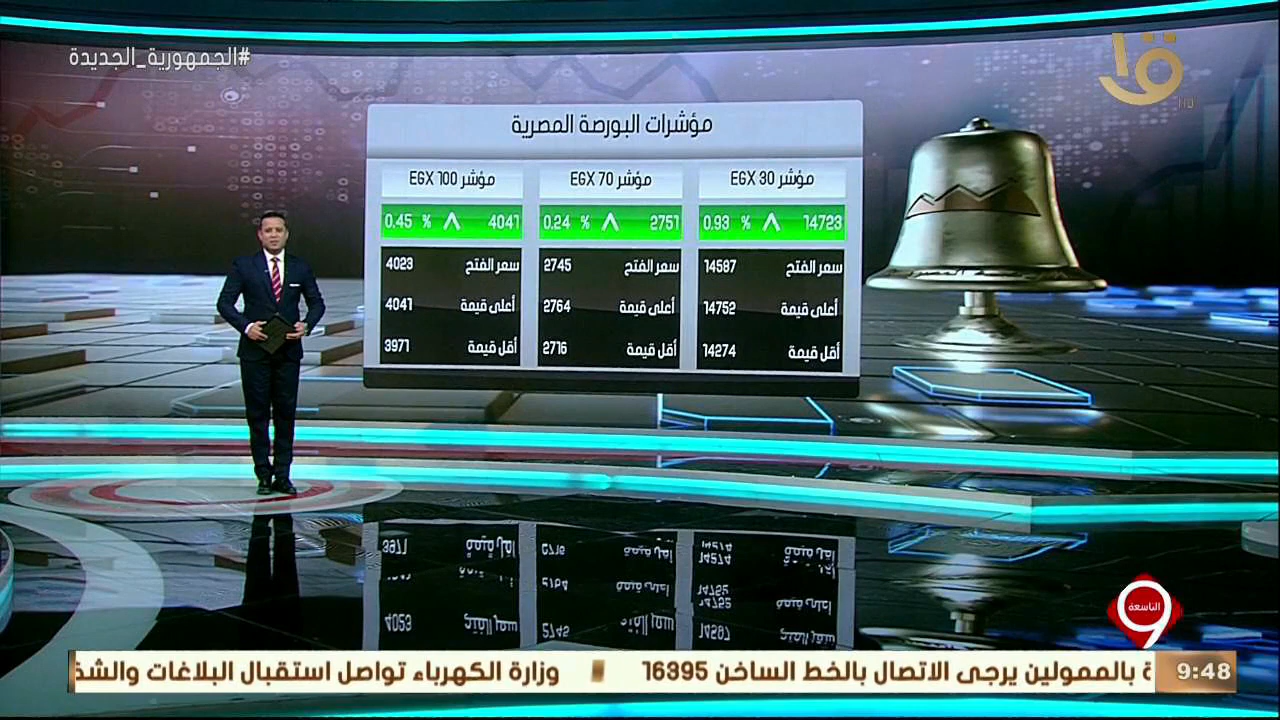 #الجمهورية_الجديدة
HD
مؤشرات البورصة المصرية
مؤشر EGX 30
14723 0.93 %
سعر الفتح 14587
أعلى قيمة 14752
أقل قيمة 14274
مؤشر EGX 70
2751 0.24 %
سعر الفتح 2745
أعلى قيمة 2764
أقل قيمة 2716
مؤشر EGX 100
4041 0.45 %
سعر الفتح 4023
أعلى قيمة 4041
أقل قيمة 3971
التاسعة 9
9:48
بالممولين يرجى الاتصال بالخط الساخن 16395 وزارة الكهرباء تواصل استقبال البلاغات